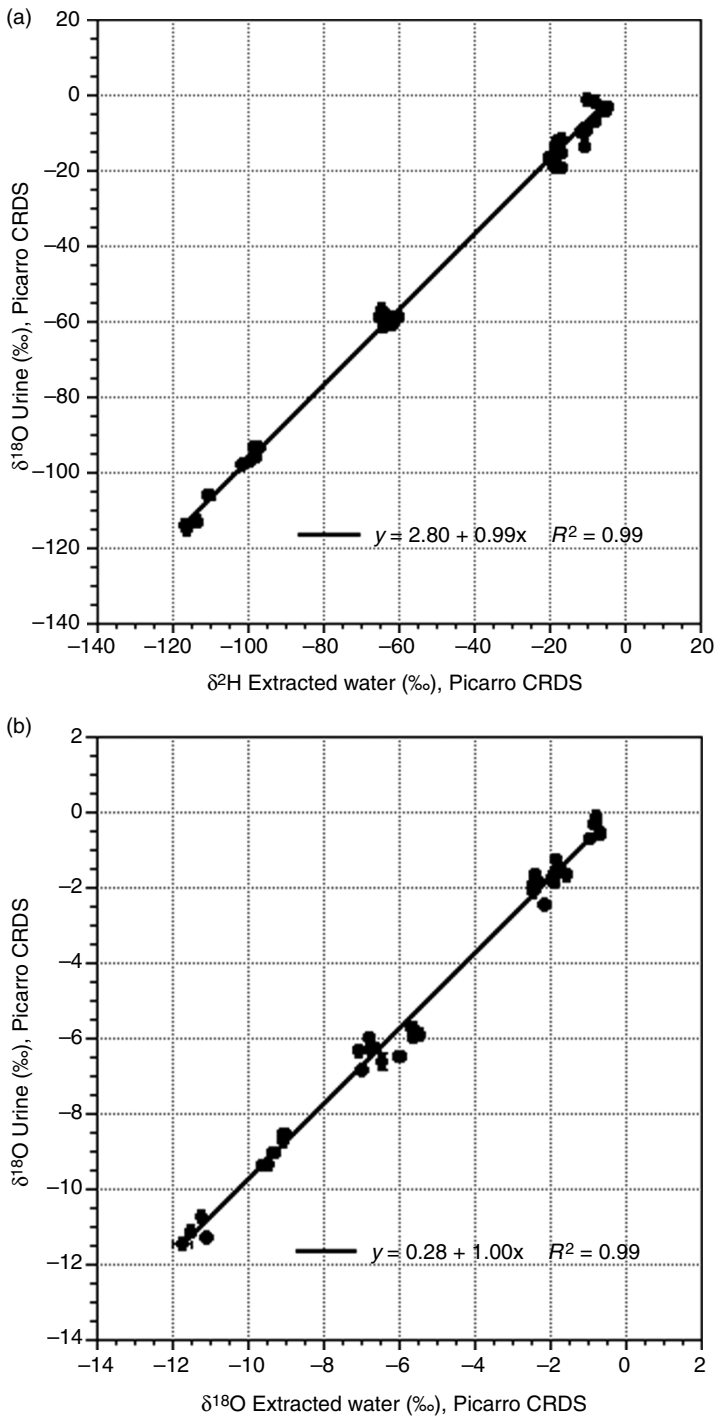 (a)
20
0
−20
−40
−60
−80
−100
−120
−140
δ¹⁸O Urine (‰), Picarro CRDS
y = 2.80 + 0.99x R² = 0.99
−140 −120 −100 −80 −60 −40 −20 0 20
δ²H Extracted water (‰), Picarro CRDS
(b)
2
0
−2
−4
−6
−8
−10
−12
−14
δ¹⁸O Urine (‰), Picarro CRDS
y = 0.28 + 1.00x R² = 0.99
−14 −12 −10 −8 −6 −4 −2 0 2
δ¹⁸O Extracted water (‰), Picarro CRDS